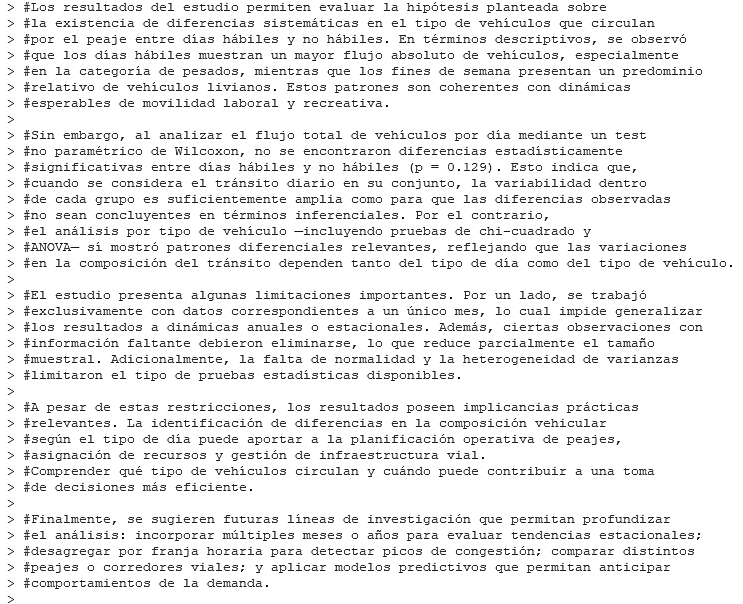 > #Los resultados del estudio permiten evaluar la hipótesis planteada sobre
> #la existencia de diferencias sistemáticas en el tipo de vehículos que circulan
> #por el peaje entre días hábiles y no hábiles. En términos descriptivos, se observó
> #que los días hábiles muestran un mayor flujo absoluto de vehículos, especialmente
> #en la categoría de pesados, mientras que los fines de semana presentan un predominio
> #relativo de vehículos livianos. Estos patrones son coherentes con dinámicas
> #esperables de movilidad laboral y recreativa.
>
> #Sin embargo, al analizar el flujo total de vehículos por día mediante un test
> #no paramétrico de Wilcoxon, no se encontraron diferencias estadísticamente
> #significativas entre días hábiles y no hábiles (p = 0.129). Esto indica que,
> #cuando se considera el tránsito diario en su conjunto, la variabilidad dentro
> #de cada grupo es suficientemente amplia como para que las diferencias observadas
> #no sean concluyentes en términos inferenciales. Por el contrario,
> #el análisis por tipo de vehículo —incluyendo pruebas de chi-cuadrado y
> #ANOVA— sí mostró patrones diferenciales relevantes, reflejando que las variaciones
> #en la composición del tránsito dependen tanto del tipo de día como del tipo de vehículo.
>
> #El estudio presenta algunas limitaciones importantes. Por un lado, se trabajó
> #exclusivamente con datos correspondientes a un único mes, lo cual impide generalizar
> #los resultados a dinámicas anuales o estacionales. Además, ciertas observaciones con
> #información faltante debieron eliminarse, lo que reduce parcialmente el tamaño
> #muestral. Adicionalmente, la falta de normalidad y la heterogeneidad de varianzas
> #limitaron el tipo de pruebas estadísticas disponibles.
>
> #A pesar de estas restricciones, los resultados poseen implicancias prácticas
> #relevantes. La identificación de diferencias en la composición vehicular
> #según el tipo de día puede aportar a la planificación operativa de peajes,
> #asignación de recursos y gestión de infraestructura vial.
> #Comprender qué tipo de vehículos circulan y cuándo puede contribuir a una toma
> #de decisiones más eficiente.
>
> #Finalmente, se sugieren futuras líneas de investigación que permitan profundizar
> #el análisis: incorporar múltiples meses o años para evaluar tendencias estacionales;
> #desagregar por franja horaria para detectar picos de congestión; comparar distintos
> #peajes o corredores viales; y aplicar modelos predictivos que permitan anticipar
> #comportamientos de la demanda.
>